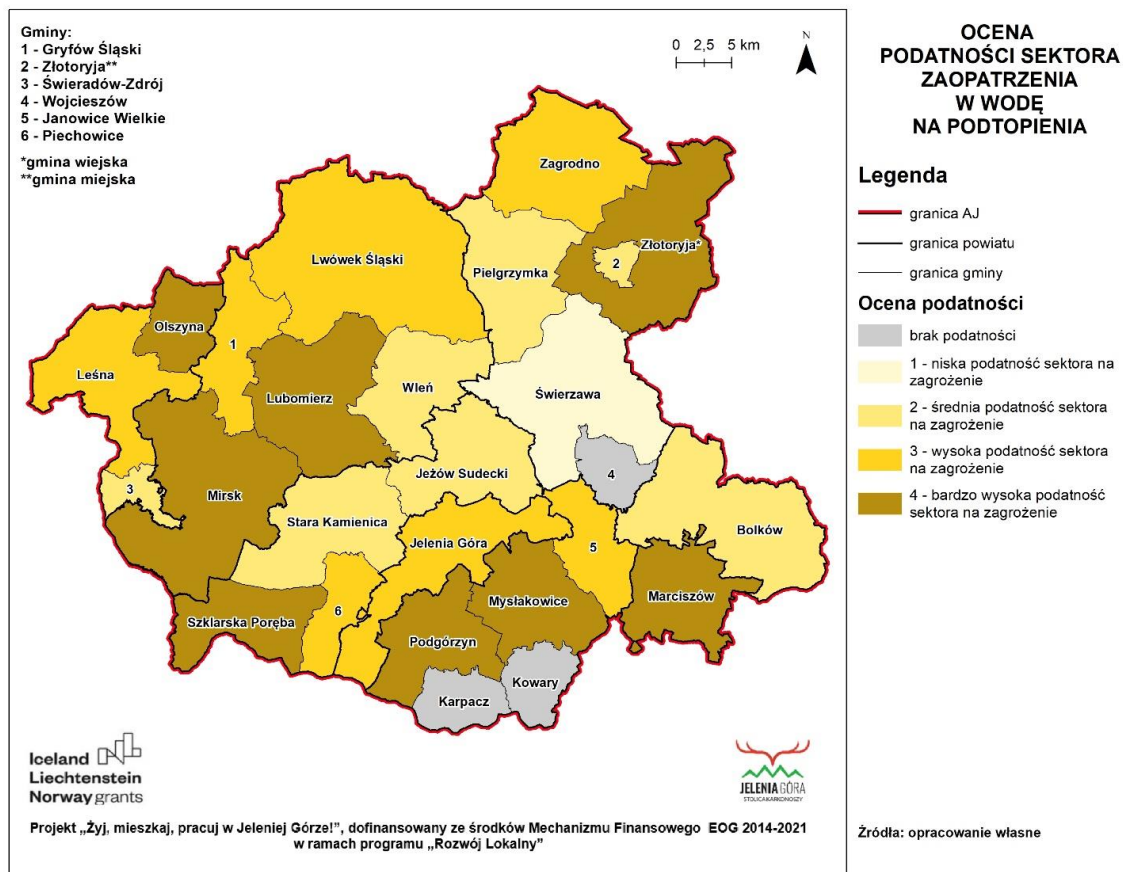 Gminy:
1 - Gryfów Śląski
2 - Złotoryja**
3 - Świeradów-Zdrój
4 - Wojcieszów
5 - Janowice Wielkie
6 - Piechowice
*gmina wiejska
**gmina miejska
0 2,5 5 km
N
Zagrodno
Złotoryja*
2
Pielgrzymka
Lwówek Śląski
Olszyna
1
Leśna
Lubomierz
Wleń
Świerzawa
4
3
Mirsk
Jeżów Sudecki
Stara Kamienica
Bolków
Jelenia Góra
5
Mysłakowice
Marciszów
6
Szklarska Poręba
Podgórzyn
Kowary
Karpacz
Iceland
Liechtenstein
Norway grants
JELENIA GÓRA
STOLICA KARKONOSZY
Projekt „Żyj, mieszkaj, pracuj w Jeleniej Górze!”, dofinansowany ze środków Mechanizmu Finansowego EOG 2014-2021
w ramach programu „Rozwój Lokalny”
OCENA
PODATNOŚCI SEKTORA
ZAOPATRZENIA
W WODĘ
NA PODTOPIENIA
Legenda
granica AJ
granica powiatu
granica gminy
Ocena podatności
brak podatności
1 - niska podatność sektora na
zagrożenie
2 - średnia podatność sektora
na zagrożenie
3 - wysoka podatność sektora
na zagrożenie
4 - bardzo wysoka podatność
sektora na zagrożenie
Źródła: opracowanie własne